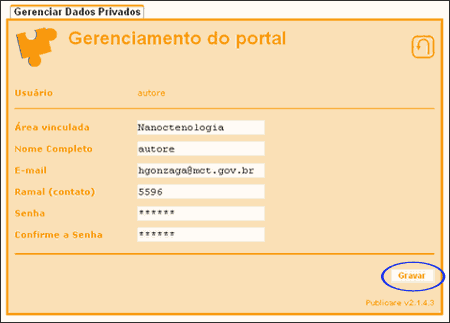 Gerenciar Dados Privados
Gerenciamento do portal
Usuário autore
Área vinculada Nanoctenologia
Nome Completo autore
E-mail hgonzaga@mct.gov.br
Ramal (contato) 5596
Senha ******
Confirme a Senha ******
Gravar
Publicare v2.1.4.3